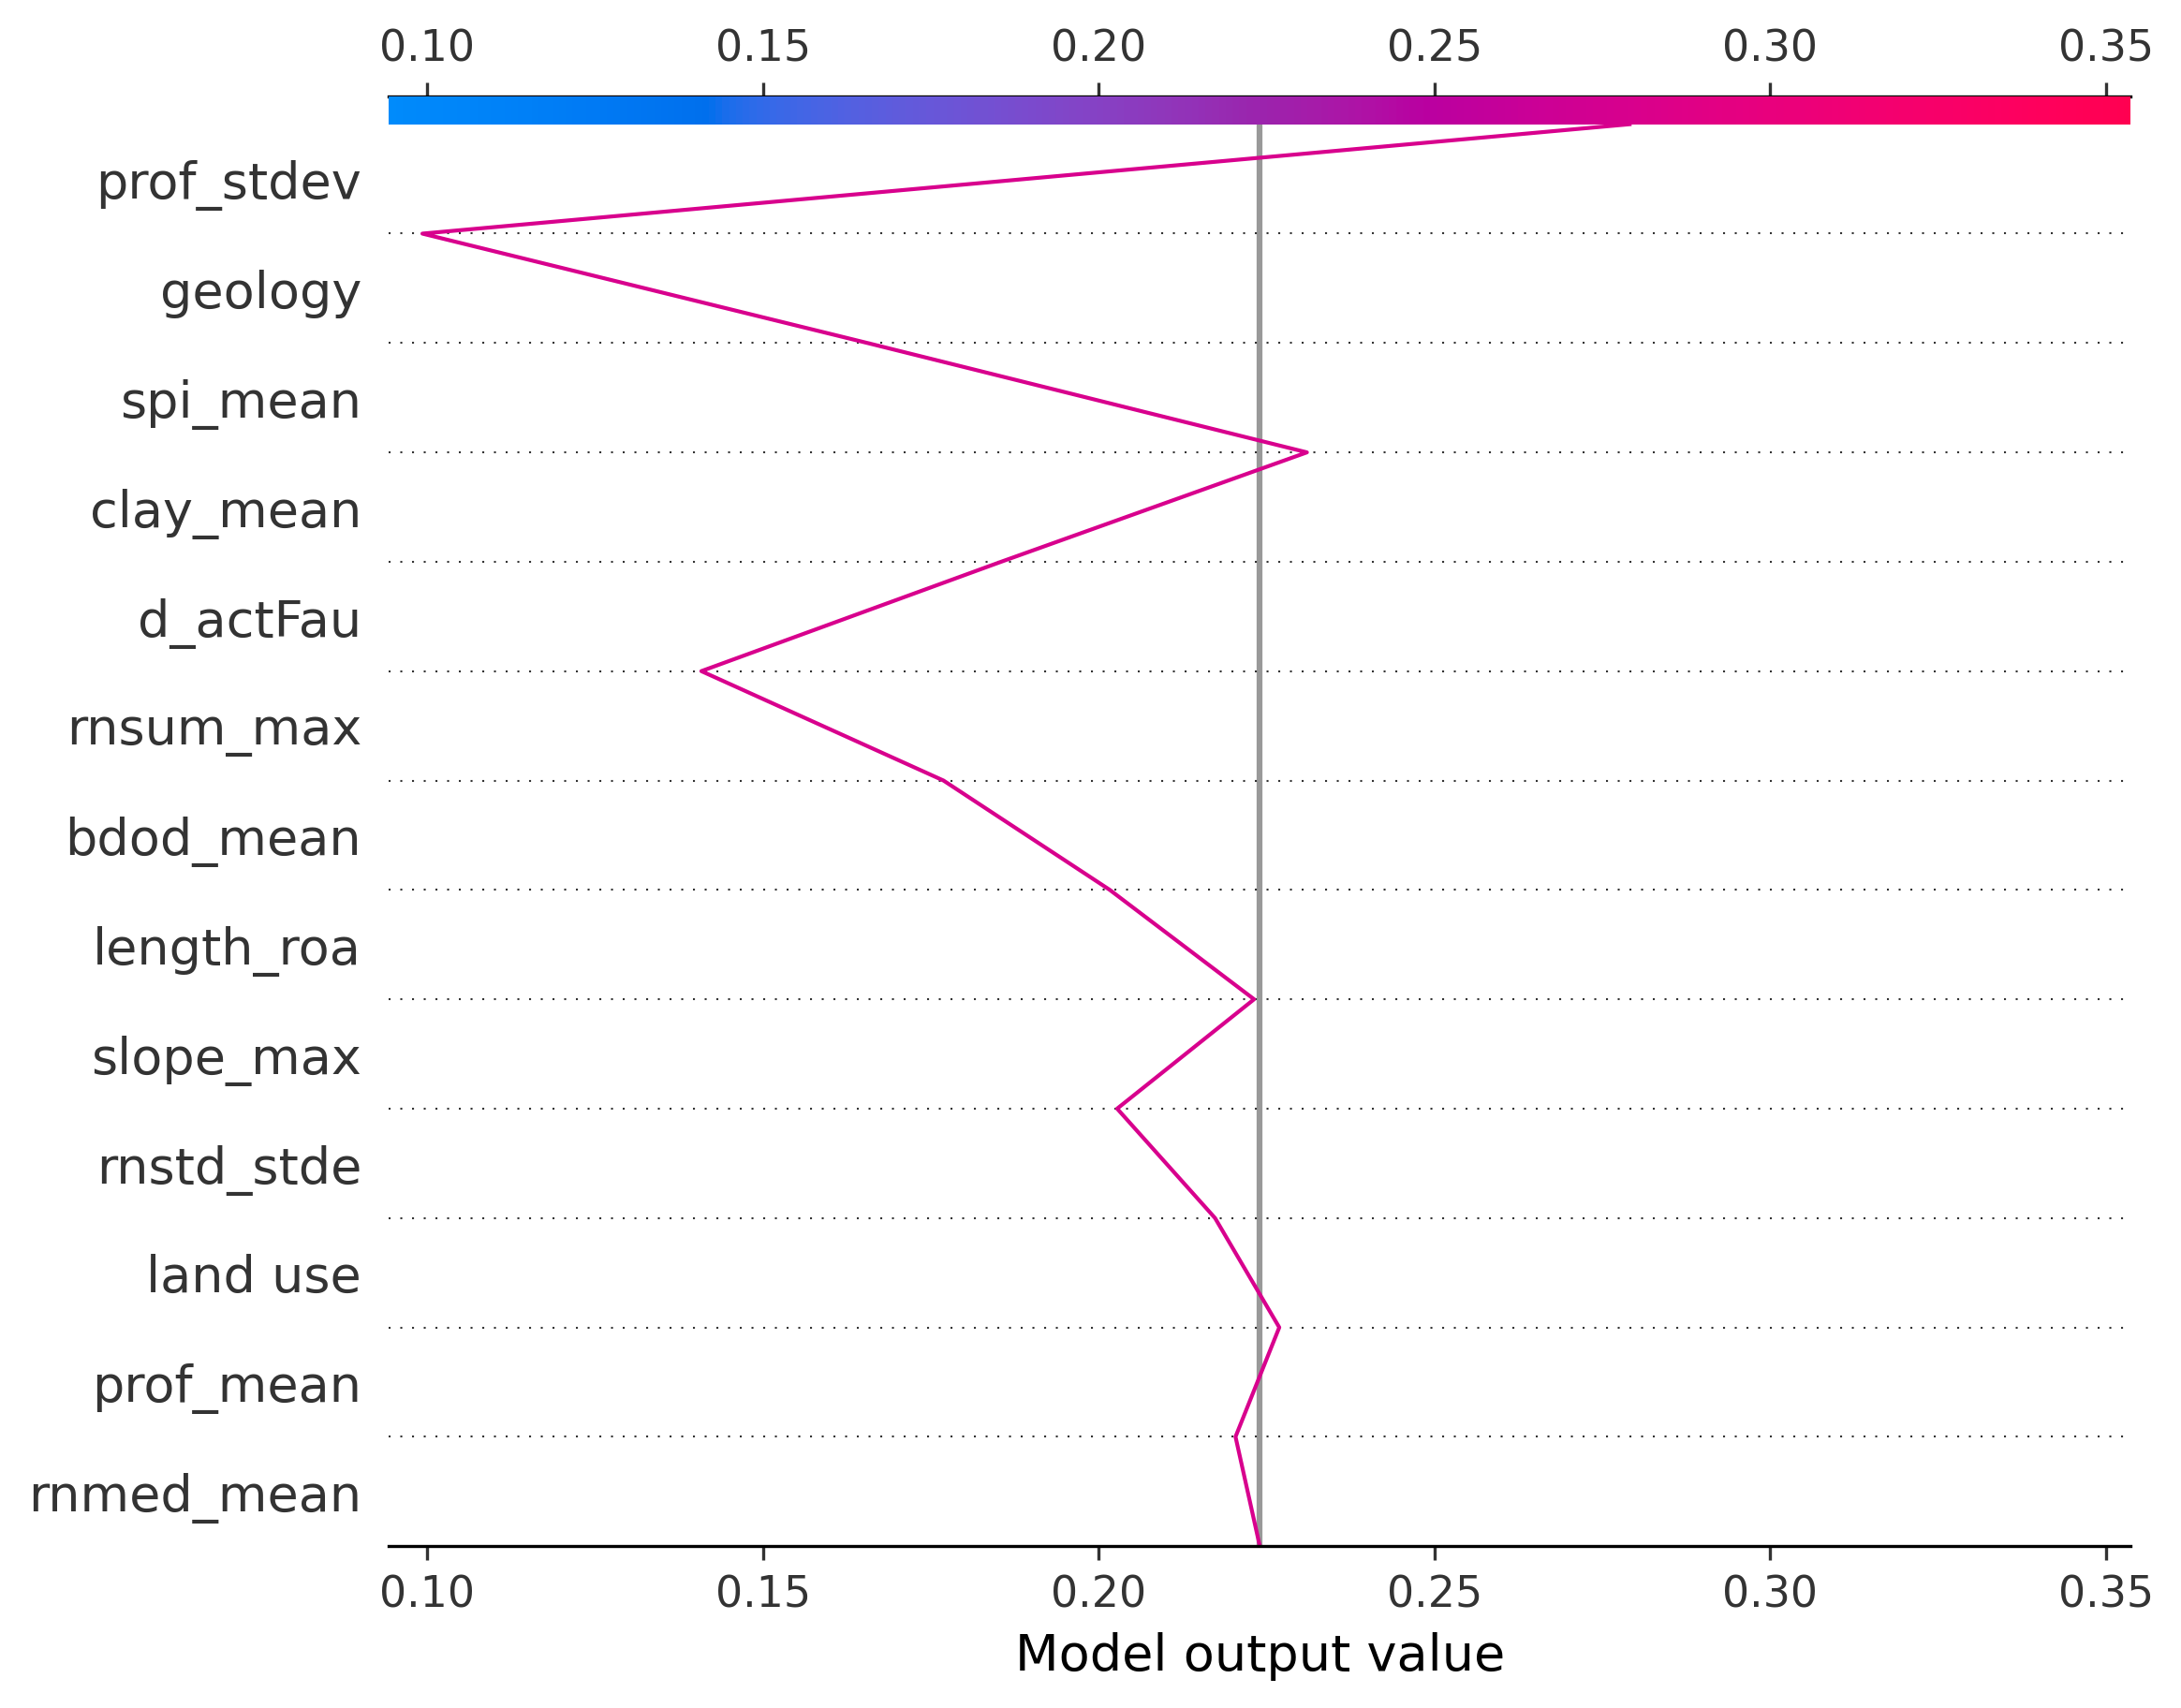 0.10 0.15 0.20 0.25 0.30 0.35
prof_stdev
geology
spi_mean
clay_mean
d_actFau
rnsum_max
bdod_mean
length_roa
slope_max
rnstd_stde
land use
prof_mean
rnmed_mean
0.10 0.15 0.20 0.25 0.30 0.35
Model output value